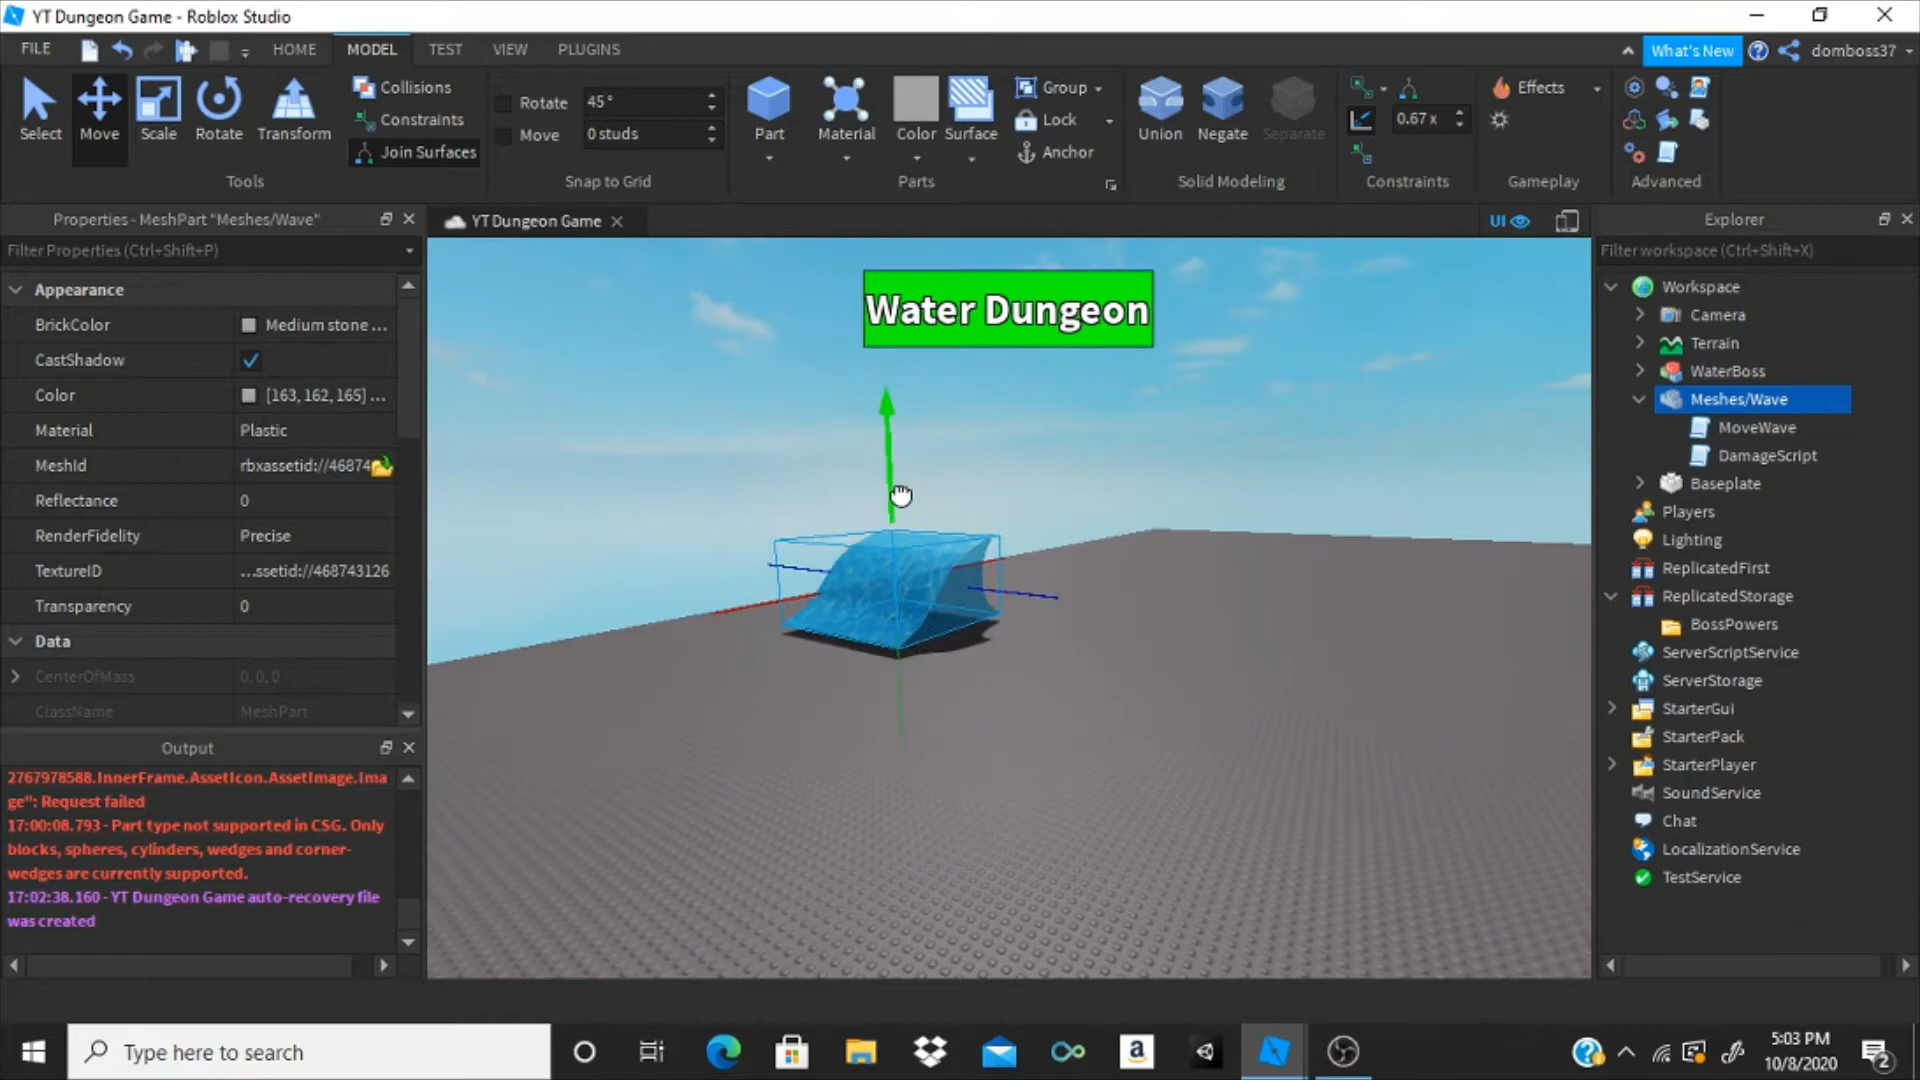 YT Dungeon Game - Roblox Studio
FILE
HOME
MODEL
TEST
VIEW
PLUGINS
What's New
domboss37
Select
Move
Scale
Rotate
Transform
Collisions
Constraints
Join Surfaces
Tools
Rotate
45°
Move
0 studs
Snap to Grid
Part
Material
Color
Surface
Group
Lock
Anchor
Parts
Union
Negate
Separate
Solid Modeling
0.67 x
Constraints
Effects
Gameplay
Advanced
Properties - MeshPart "Meshes/Wave"
Filter Properties (Ctrl+Shift+P)
Appearance
BrickColor
Medium stone ...
CastShadow
Color
[163, 162, 165] ...
Material
Plastic
MeshId
rbxassetid://46874
Reflectance
0
RenderFidelity
Precise
TextureID
...ssetid://468743126
Transparency
0
Data
CenterOfMass
0, 0, 0
ClassName
MeshPart
Output
2767978588.InnerFrame.AssetIcon.AssetImage.Ima
ge": Request failed
17:00:08.793 - Part type not supported in CSG. Only
blocks, spheres, cylinders, wedges and corner-
wedges are currently supported.
17:02:38.160 - YT Dungeon Game auto-recovery file
was created
YT Dungeon Game
UI
Water Dungeon
Explorer
Filter workspace (Ctrl+Shift+X)
Workspace
Camera
Terrain
WaterBoss
Meshes/Wave
MoveWave
DamageScript
Baseplate
Players
Lighting
ReplicatedFirst
ReplicatedStorage
BossPowers
ServerScriptService
ServerStorage
StarterGui
StarterPack
StarterPlayer
SoundService
Chat
LocalizationService
TestService
Type here to search
a
5:03 PM
10/8/2020
2